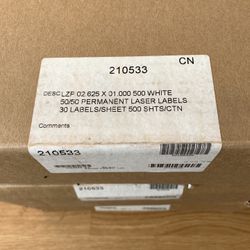 CN
210533
DESC LZP 02.625 X 01.000 500 WHITE
50/50 PERMANENT LASER LABELS
30 LABELS/SHEET 500 SHTS/CTN
Comments
210533